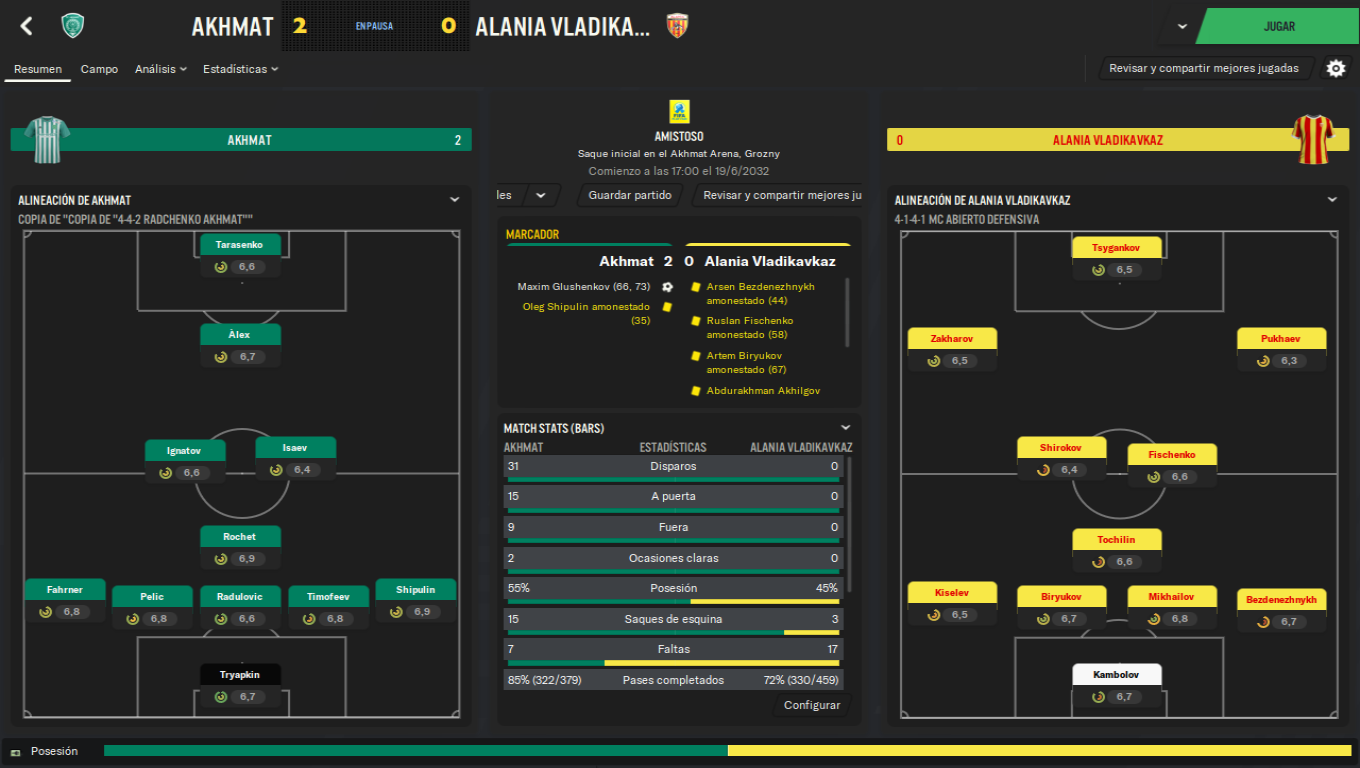 AKHMAT 2 EN PAUSA 0 ALANIA VLADIKA...
JUGAR
Resumen Campo Análisis Estadísticas
Revisar y compartir mejores jugadas
AKHMAT 2
FIFA
AMISTOSO
Saque inicial en el Akhmat Arena, Grozny
Comienzo a las 17:00 el 19/6/2032
les Guardar partido Revisar y compartir mejores ju
0 ALANIA VLADIKAVKAZ
ALINEACIÓN DE AKHMAT
COPIA DE "COPIA DE "4-4-2 RADCHENKO AKHMAT""
Tarasenko
6,6
Àlex
6,7
Ignatov
6,6
Isaev
6,4
Rochet
6,9
Fahrner
6,8
Pelic
6,8
Radulovic
6,6
Timofeev
6,8
Shipulin
6,9
Tryapkin
6,7
MARCADOR
Akhmat 2 0 Alania Vladikavkaz
Maxim Glushenkov (66, 73)
Oleg Shipulin amonestado
(35)
Arsen Bezdenezhnykh
amonestado (44)
Ruslan Fischenko
amonestado (58)
Artem Biryukov
amonestado (67)
Abdurakhman Akhilgov
MATCH STATS (BARS)
AKHMAT ESTADÍSTICAS ALANIA VLADIKAVKAZ
31 Disparos 0
15 A puerta 0
9 Fuera 0
2 Ocasiones claras 0
55% Posesión 45%
15 Saques de esquina 3
7 Faltas 17
85% (322/379) Pases completados 72% (330/459)
Configurar
ALINEACIÓN DE ALANIA VLADIKAVKAZ
4-1-4-1 MC ABIERTO DEFENSIVA
Tsygankov
6,5
Zakharov
6,5
Pukhaev
6,3
Shirokov
6,4
Fischenko
6,6
Tochilin
6,6
Kiselev
6,5
Biryukov
6,7
Mikhailov
6,8
Bezdenezhnykh
6,7
Kambolov
6,7
Posesión